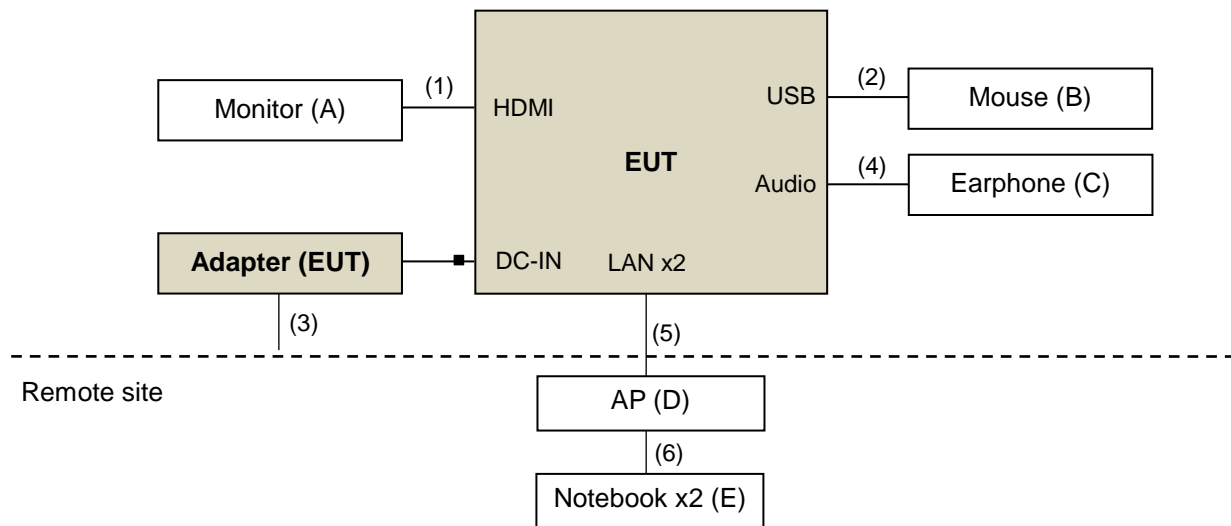 (1)
(2)
Monitor (A)
HDMI
USB
Mouse (B)
EUT
(4)
Audio
Earphone (C)
Adapter (EUT)
DC-IN
LAN x2
(3)
(5)
Remote site
AP (D)
(6)
Notebook x2 (E)